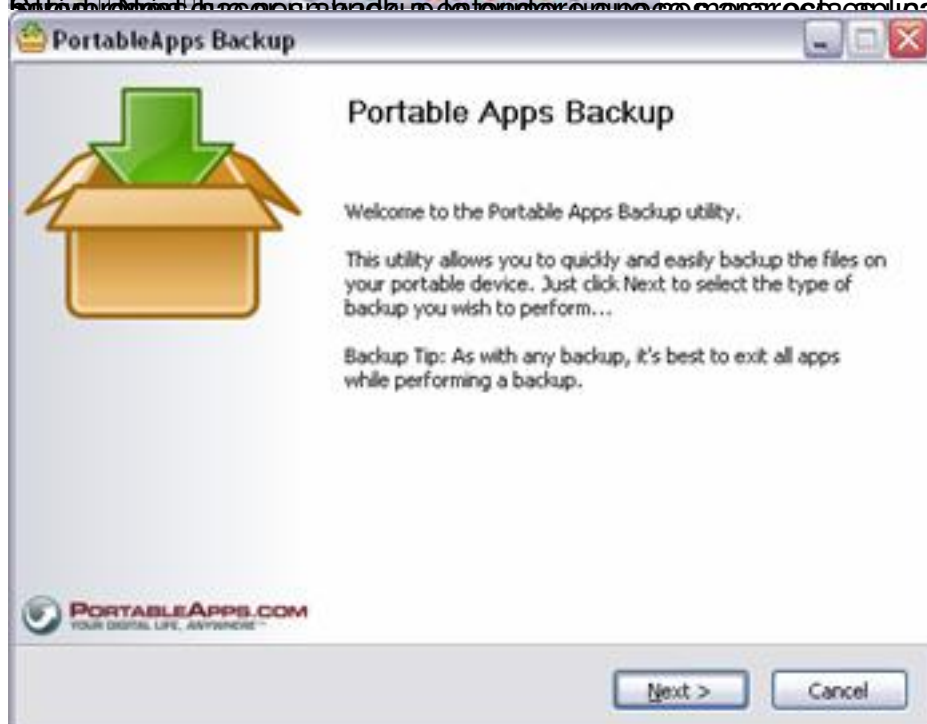 PortableApps Backup
Portable Apps Backup
Welcome to the Portable Apps Backup utility.
This utility allows you to quickly and easily backup the files on
your portable device. Just click Next to select the type of
backup you wish to perform...
Backup Tip: As with any backup, it's best to exit all apps
while performing a backup.
PORTABLEAPPS.COM
YOUR DIGITAL LIFE, ANYWHERE™
Next >
Cancel